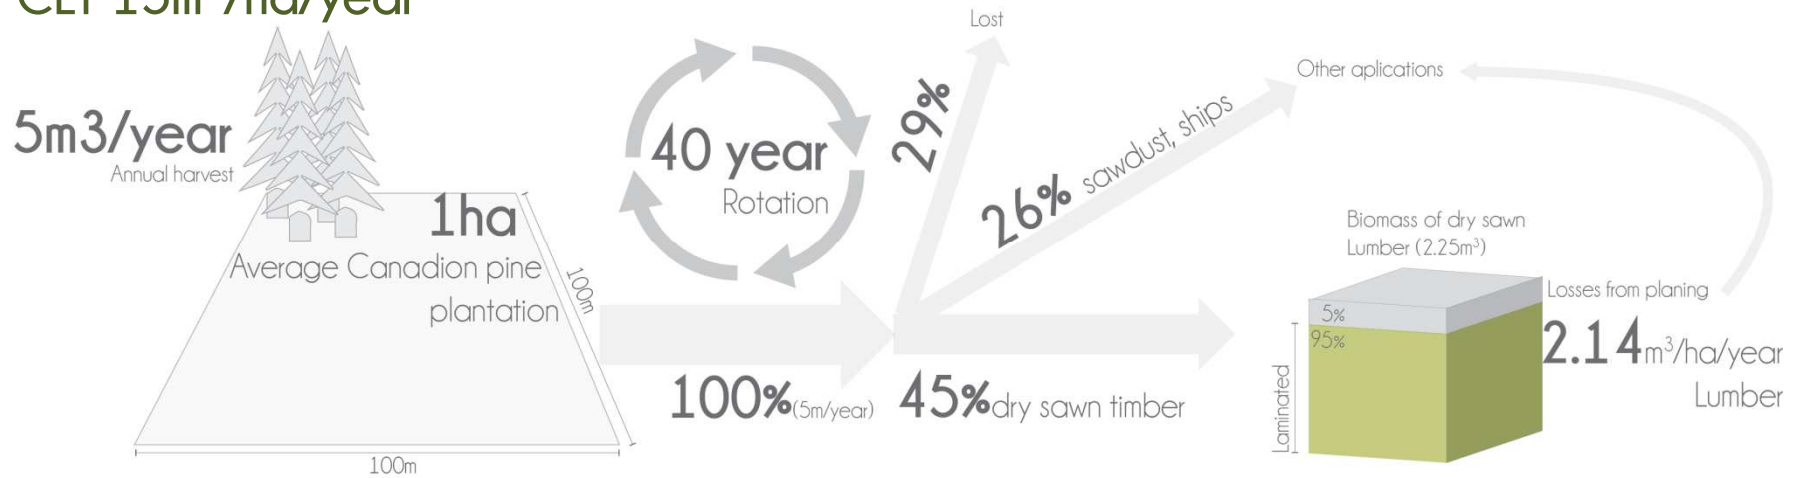 5m3/year
Annual harvest
1ha
Average Canadion pine
plantation
100m
100m
40 year
Rotation
100%(5m/year)
Lost
29%
26% sawdust, ships
Other aplications
45%dry sawn timber
Biomass of dry sawn
Lumber (2.25m³)
5%
95%
Laminated
Losses from planing
2.14m³/ha/year
Lumber